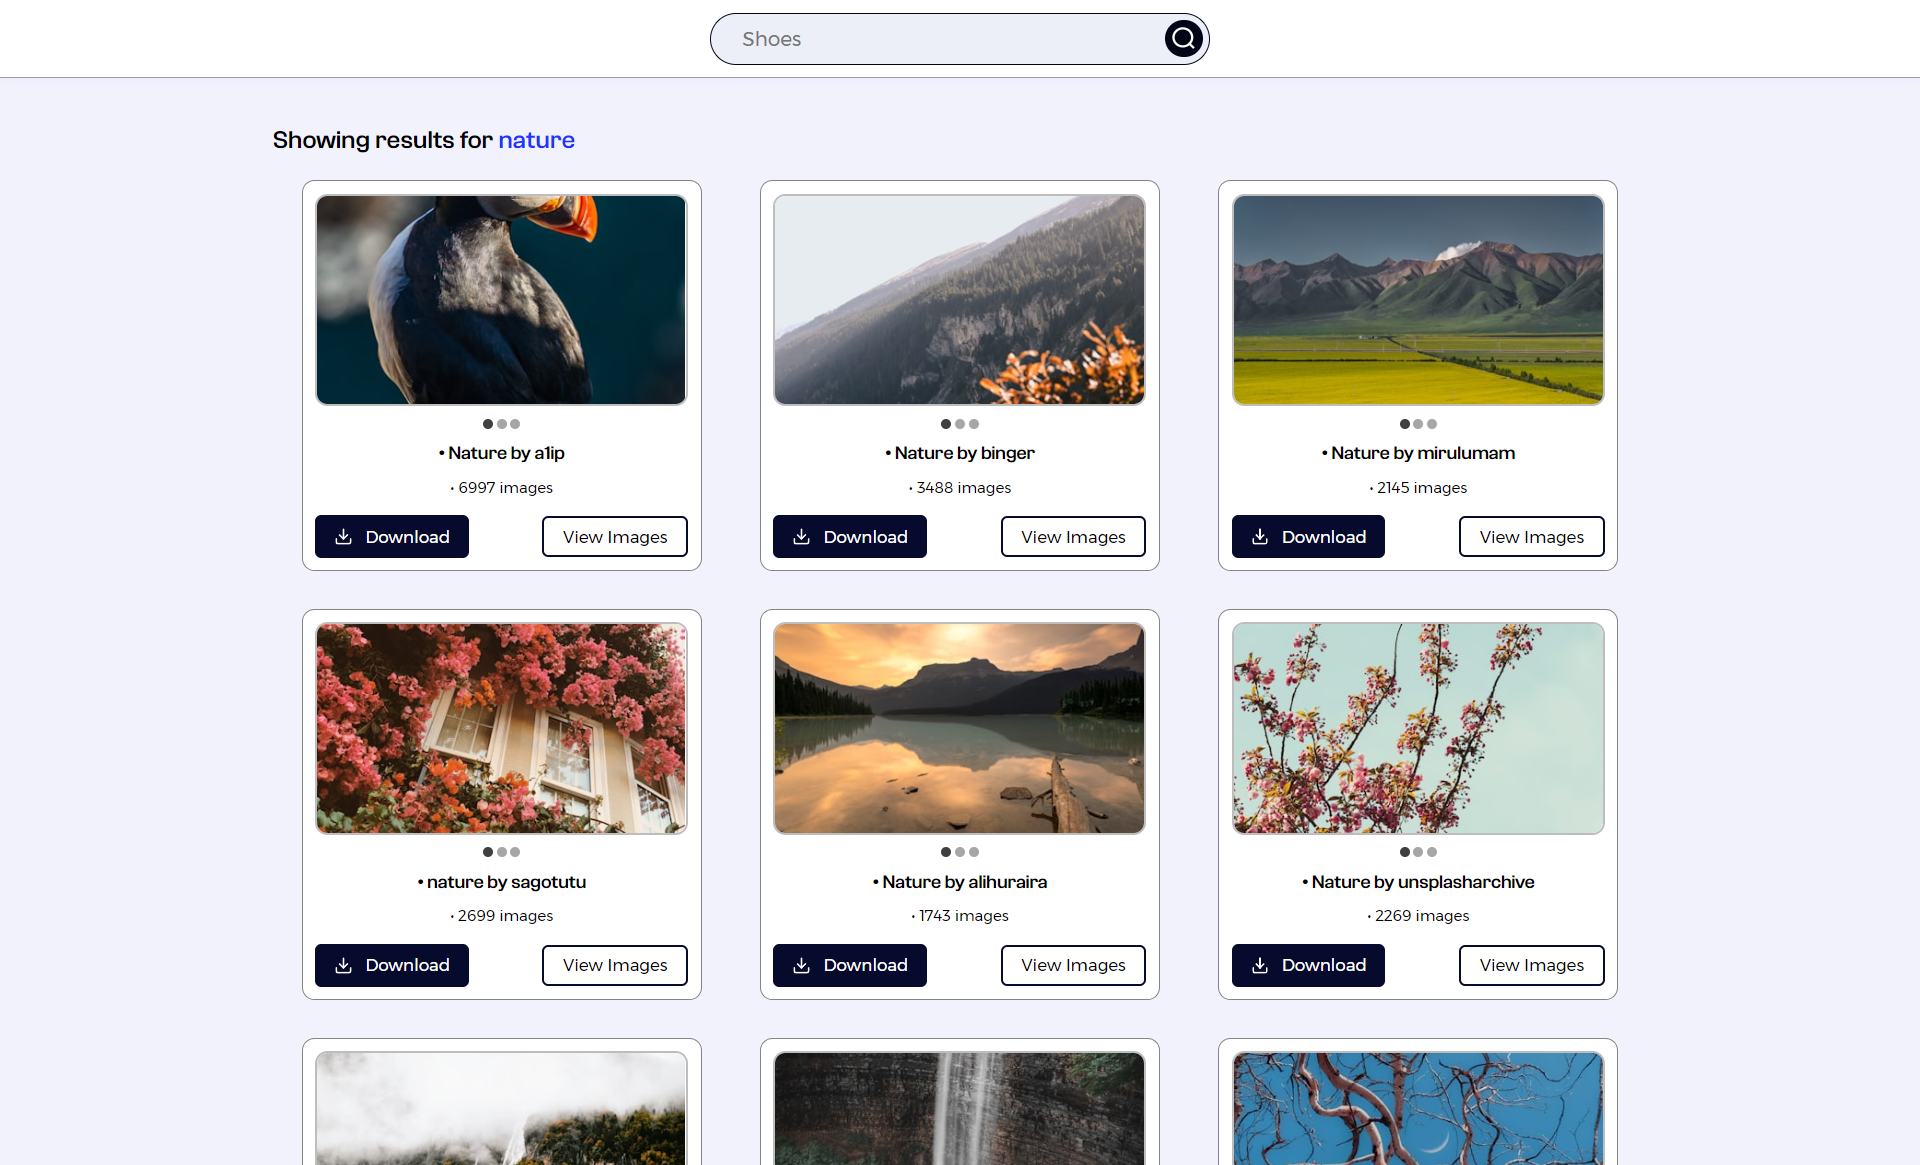 Shoes
Showing results for nature
• Nature by a1ip
• 6997 images
Download
View Images
• Nature by binger
• 3488 images
Download
View Images
• Nature by mirulumam
• 2145 images
Download
View Images
• nature by sagotutu
• 2699 images
Download
View Images
• Nature by alihuraira
• 1743 images
Download
View Images
• Nature by unsplasharchive
• 2269 images
Download
View Images